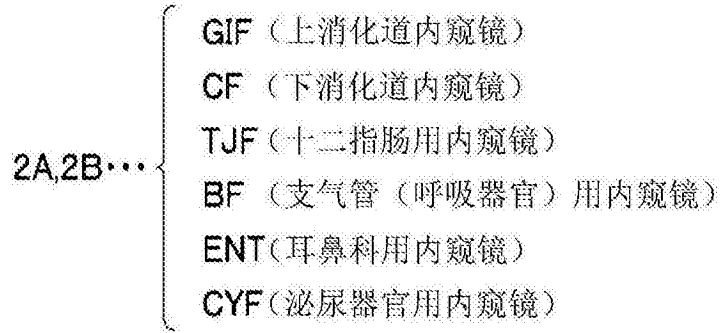 GIF（上消化道内窥镜）
CF （下消化道内窥镜）
TJF（十二指肠用内窥镜）
2A,2B···
BF （支气管（呼吸器官）用内窥镜）
ENT（耳鼻科用内窥镜）
CYF（泌尿器官用内窥镜）